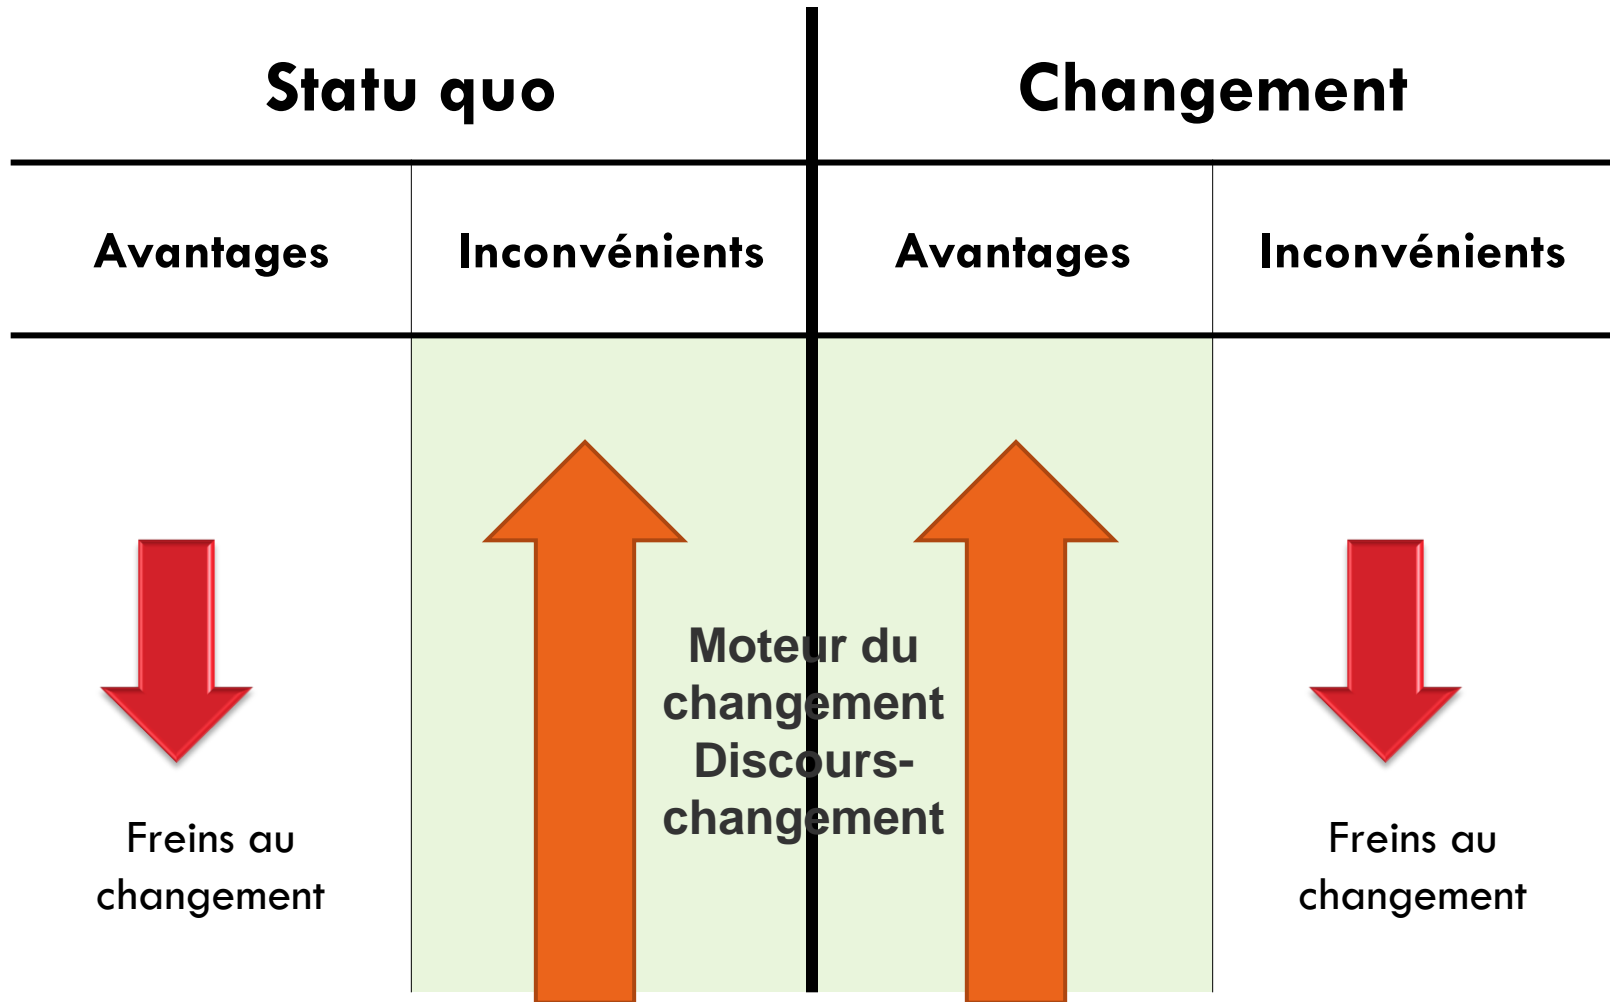 Statu quo
Changement
Avantages
Inconvénients
Avantages
Inconvénients
Moteur du
changement
Discours-
changement
Freins au
changement
Freins au
changement